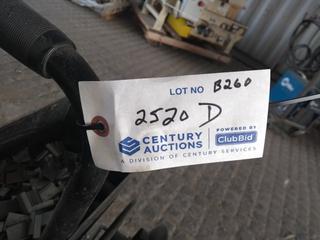 LOT NO B260
2520 D
CENTURY AUCTIONS
POWERED BY ClubBid
A DIVISION OF CENTURY SERVICES